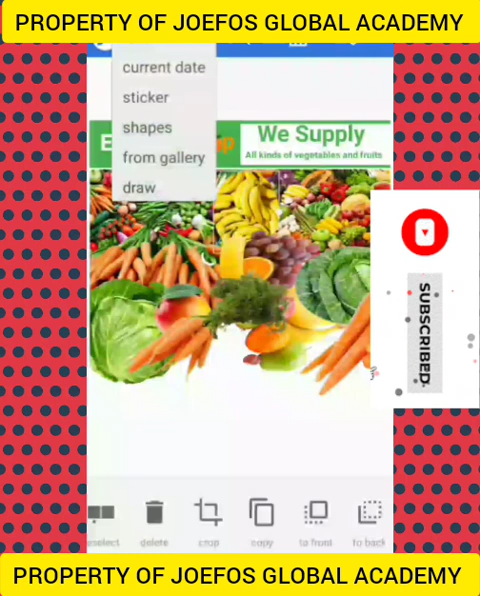 PROPERTY OF JOEFOS GLOBAL ACADEMY
current date
sticker
shapes
from gallery
draw
E
We Supply
All kinds of vegetables and fruits
SUBSCRIBED
delete
crop
copy
to front
to back
PROPERTY OF JOEFOS GLOBAL ACADEMY